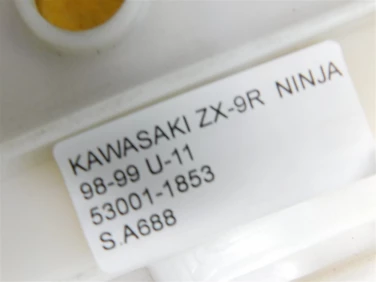 KAWASAKI ZX-9R NINJA
98-99 U-11
53001-1853
S.A688